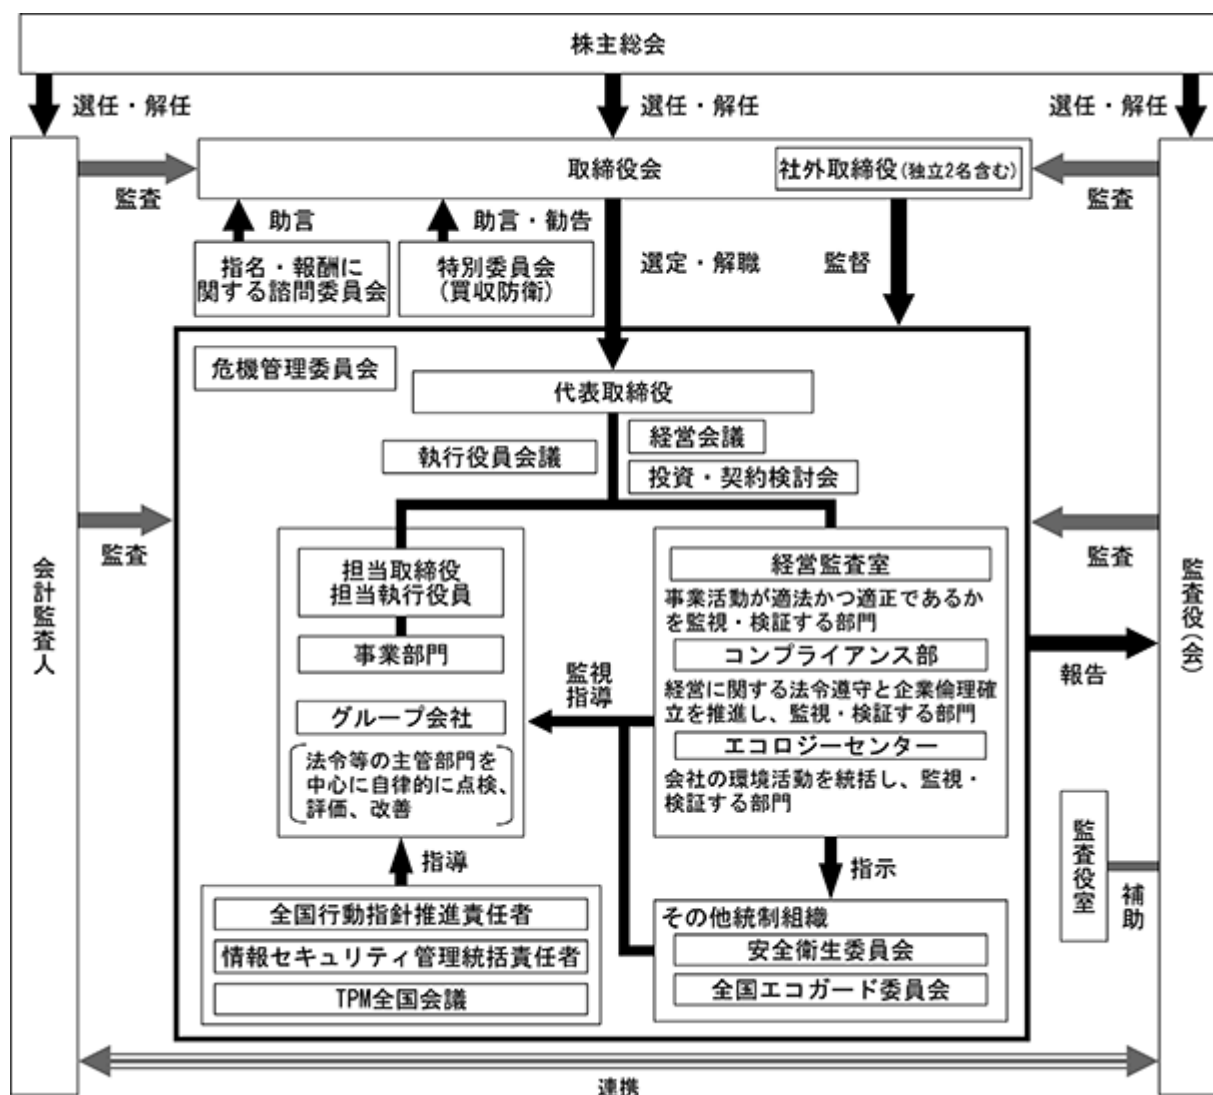 株主総会
選任・解任
選任・解任
選任・解任
取締役会
社外取締役(独立2名含む)
監査
監査
助言
助言・勧告
指名・報酬に
関する諮問委員会
特別委員会
(買収防衛)
選定・解職
監督
危機管理委員会
代表取締役
経営会議
執行役員会議
投資・契約検討会
監査
監査
会計監査人
監査役(会)
担当取締役
担当執行役員
事業部門
グループ会社
法令等の主管部門を
中心に自律的に点検、
評価、改善
経営監査室
事業活動が適法かつ適正であるか
を監視・検証する部門
コンプライアンス部
経営に関する法令遵守と企業倫理確
立を推進し、監視・検証する部門
エコロジーセンター
会社の環境活動を統括し、監視・
検証する部門
監視
指導
報告
指導
指示
監査役室
補助
全国行動指針推進責任者
情報セキュリティ管理統括責任者
TPM全国会議
その他統制組織
安全衛生委員会
全国エコガード委員会
連携